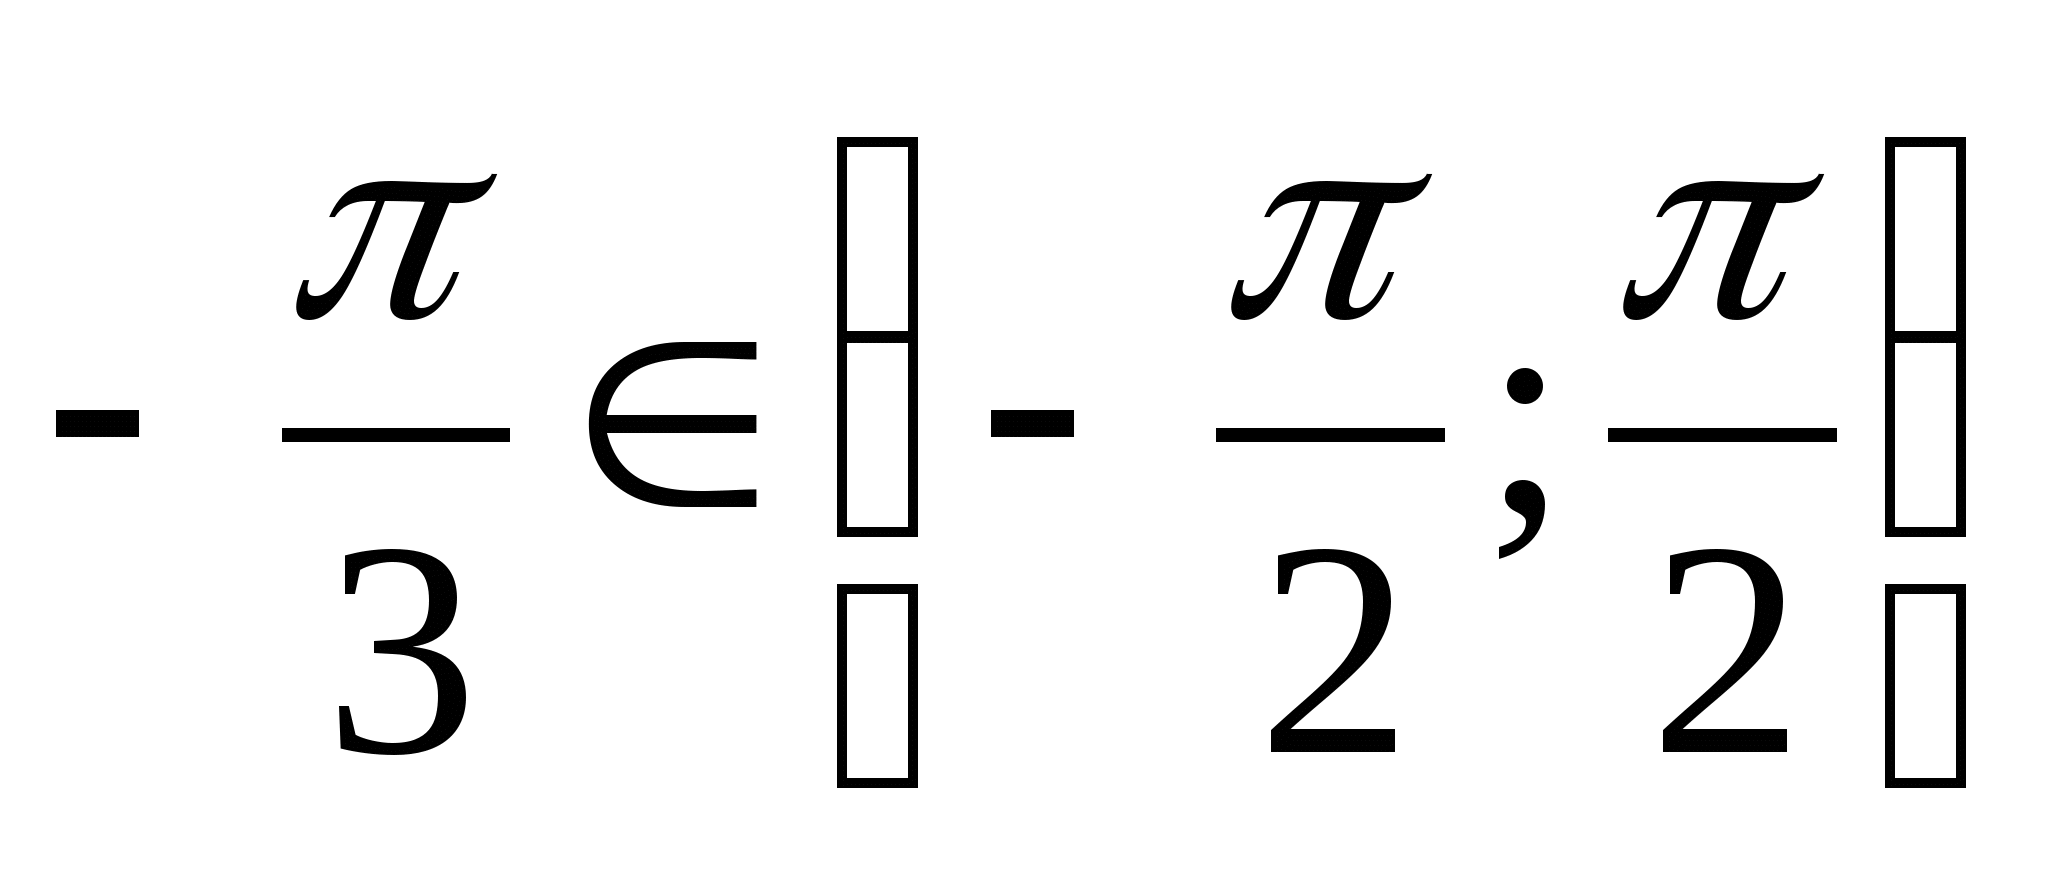 - π/3 ∈ [ - π/2 ; π/2 ]